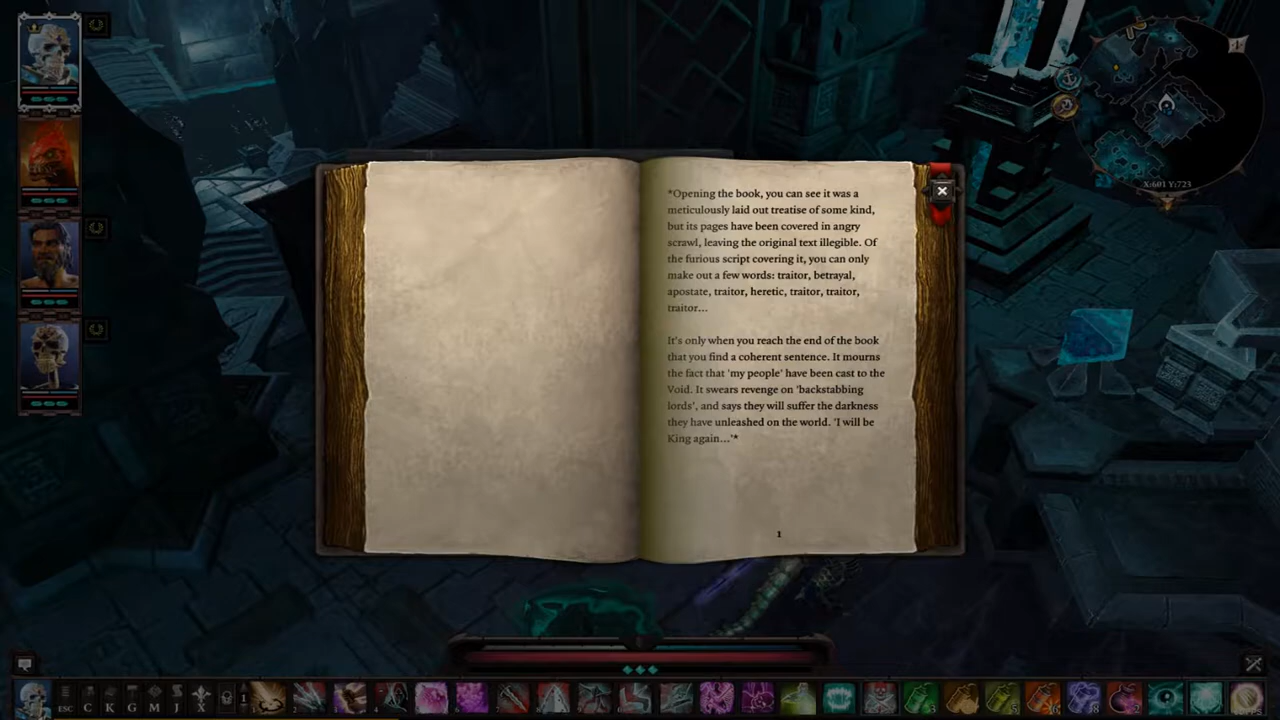 X:601 Y:723
*Opening the book, you can see it was a
meticulously laid out treatise of some kind,
but its pages have been covered in angry
scrawl, leaving the original text illegible. Of
the furious script covering it, you can only
make out a few words: traitor, betrayal,
apostate, traitor, heretic, traitor, traitor,
traitor...
It's only when you reach the end of the book
that you find a coherent sentence. It mourns
the fact that 'my people' have been cast to the
Void. It swears revenge on 'backstabbing
lords', and says they will suffer the darkness
they have unleashed on the world. 'I will be
King again...'*
1
ESC C K G M J X 1